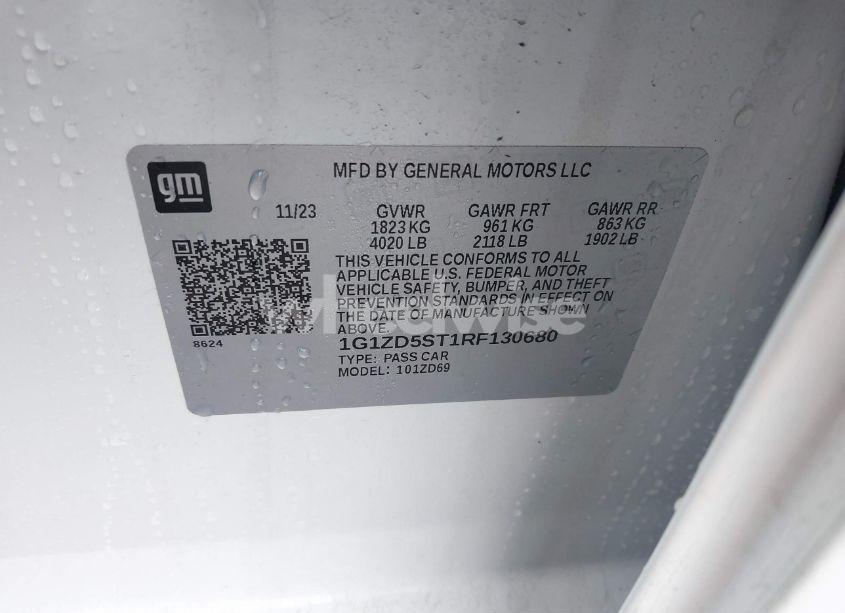 gm
MFD BY GENERAL MOTORS LLC
11/23 GVWR GAWR FRT GAWR RR
1823 KG 961 KG 863 KG
4020 LB 2118 LB 1902 LB
THIS VEHICLE CONFORMS TO ALL
APPLICABLE U.S. FEDERAL MOTOR
VEHICLE SAFETY, BUMPER, AND THEFT
PREVENTION STANDARDS IN EFFECT ON
THE DATE OF MANUFACTURE SHOWN
ABOVE.
8624
1G1ZD5ST1RF130680
TYPE: PASS CAR
MODEL: 101ZD69